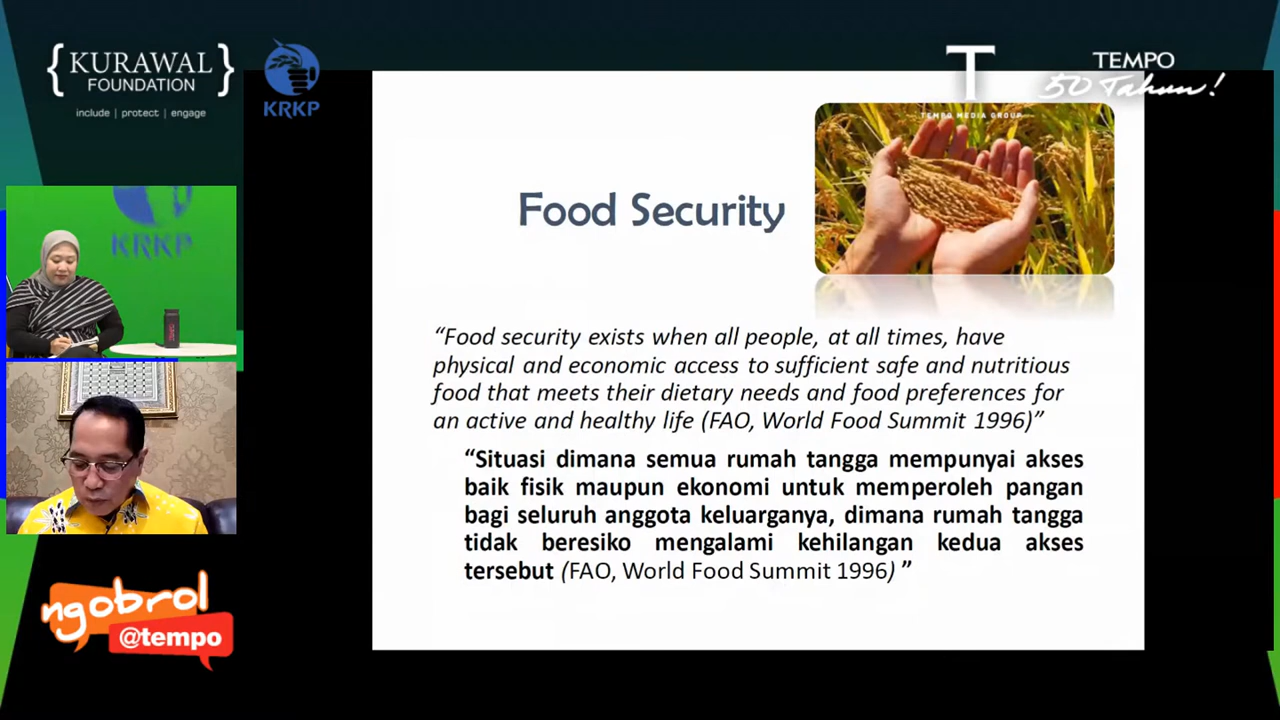 { KURAWAL }
FOUNDATION
include | protect | engage
KRKP
T
TEMPO MEDIA GROUP
TEMPO
50 Tahun!
KRKP
Food Security
“Food security exists when all people, at all times, have
physical and economic access to sufficient safe and nutritious
food that meets their dietary needs and food preferences for
an active and healthy life (FAO, World Food Summit 1996)”
“Situasi dimana semua rumah tangga mempunyai akses
baik fisik maupun ekonomi untuk memperoleh pangan
bagi seluruh anggota keluarganya, dimana rumah tangga
tidak beresiko mengalami kehilangan kedua akses
tersebut (FAO, World Food Summit 1996) ”
ngobrol
@tempo